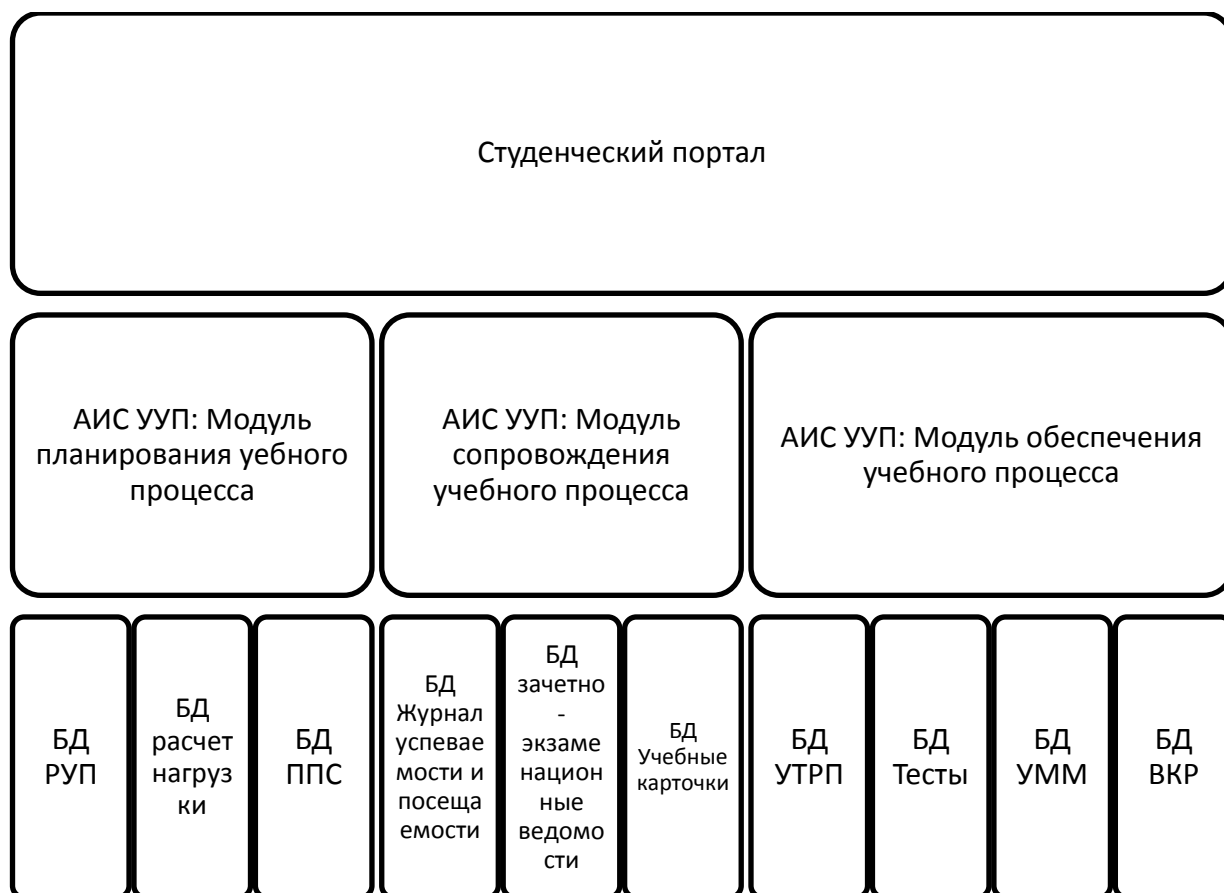 Студенческий портал
АИС УУП: Модуль
планирования уебного
процесса
АИС УУП: Модуль
сопровождения
учебного процесса
АИС УУП: Модуль обеспечения
учебного процесса
БД
РУП
БД
расчет
нагруз
ки
БД
ППС
БД
Журнал
успевае
мости и
посеща
емости
БД
зачетно
-
экзаме
национ
ные
ведомо
сти
БД
Учебные
карточки
БД
УТРП
БД
Тесты
БД
УММ
БД
ВКР